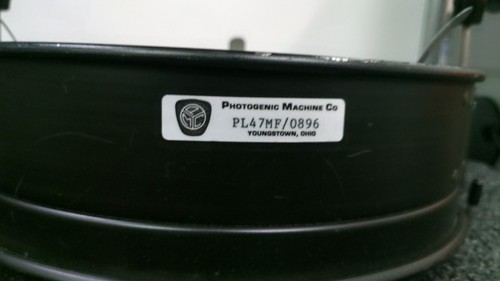 PHOTOGENIC MACHINE CO
PL47MF/0896
YOUNGSTOWN, OHIO